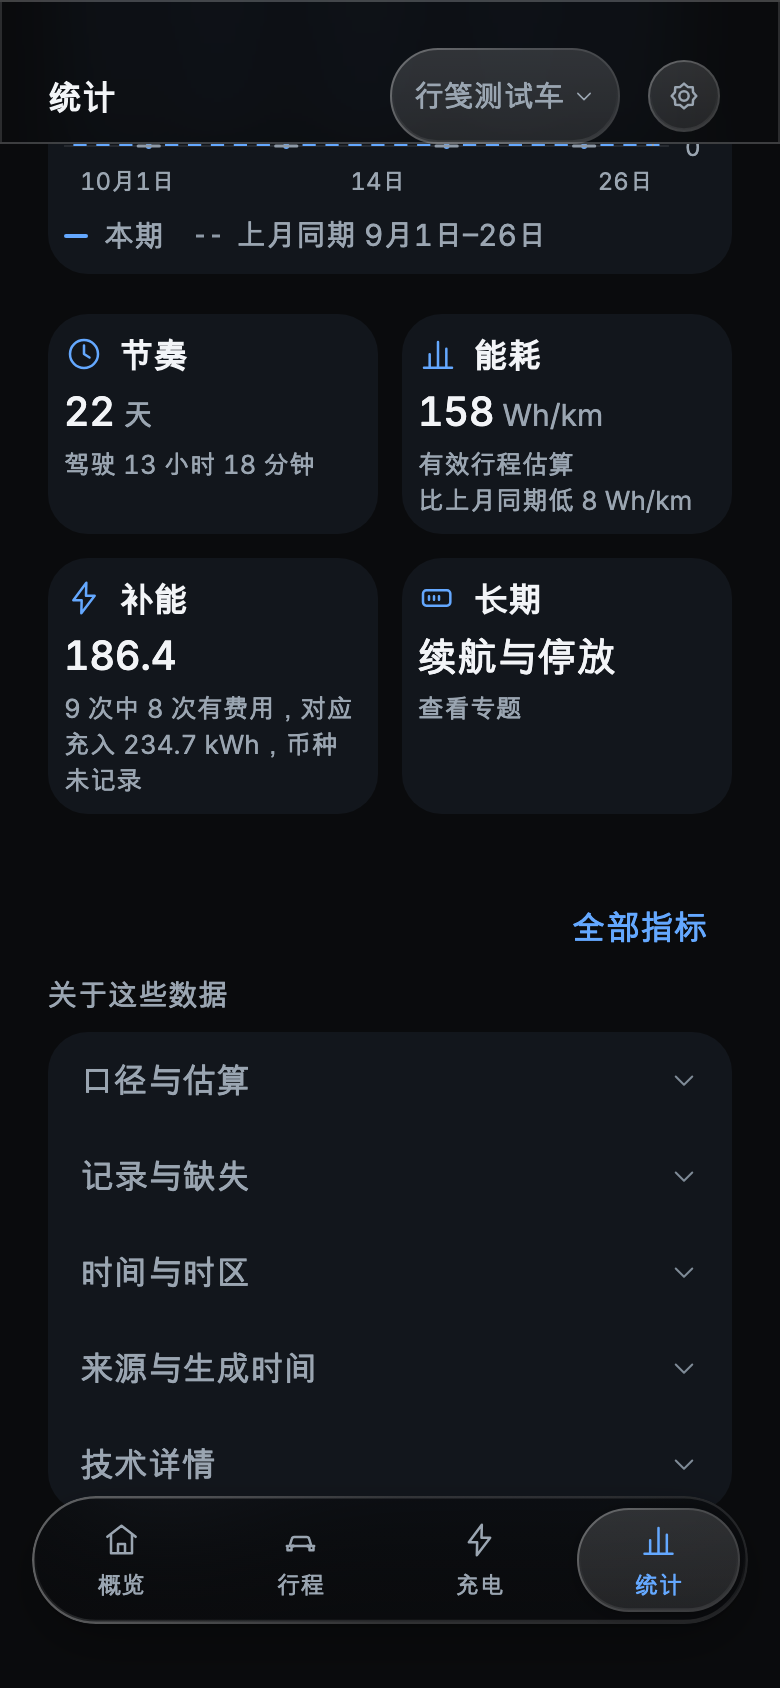 统计
行笺测试车
0
10月1日 14日 26日
本期 -- 上月同期 9月1日–26日
节奏
22 天
驾驶 13 小时 18 分钟
能耗
158 Wh/km
有效行程估算
比上月同期低 8 Wh/km
补能
186.4
9 次中 8 次有费用，对应
充入 234.7 kWh，币种
未记录
长期
续航与停放
查看专题
全部指标
关于这些数据
口径与估算
记录与缺失
时间与时区
来源与生成时间
技术详情
概览
行程
充电
统计